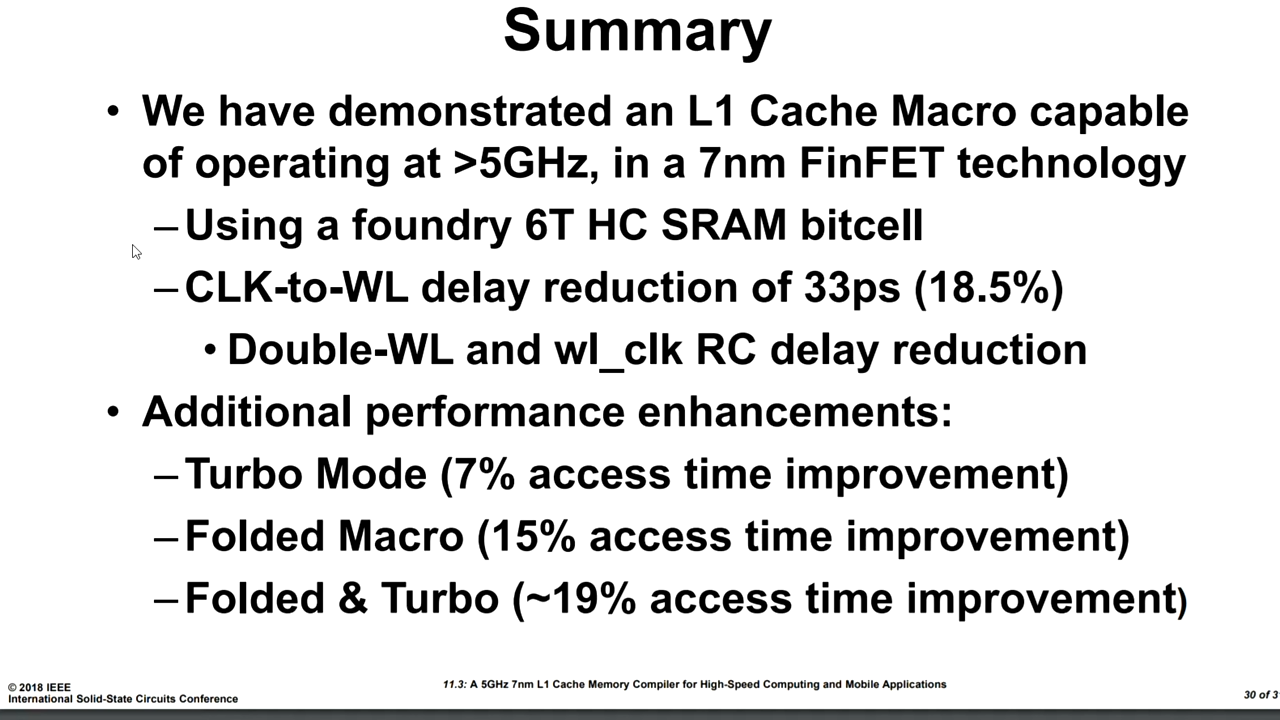 Summary
• We have demonstrated an L1 Cache Macro capable
of operating at >5GHz, in a 7nm FinFET technology
–Using a foundry 6T HC SRAM bitcell
–CLK-to-WL delay reduction of 33ps (18.5%)
•Double-WL and wl_clk RC delay reduction
• Additional performance enhancements:
–Turbo Mode (7% access time improvement)
–Folded Macro (15% access time improvement)
–Folded & Turbo (~19% access time improvement)
© 2018 IEEE
International Solid-State Circuits Conference
11.3: A 5GHz 7nm L1 Cache Memory Compiler for High-Speed Computing and Mobile Applications
30 of